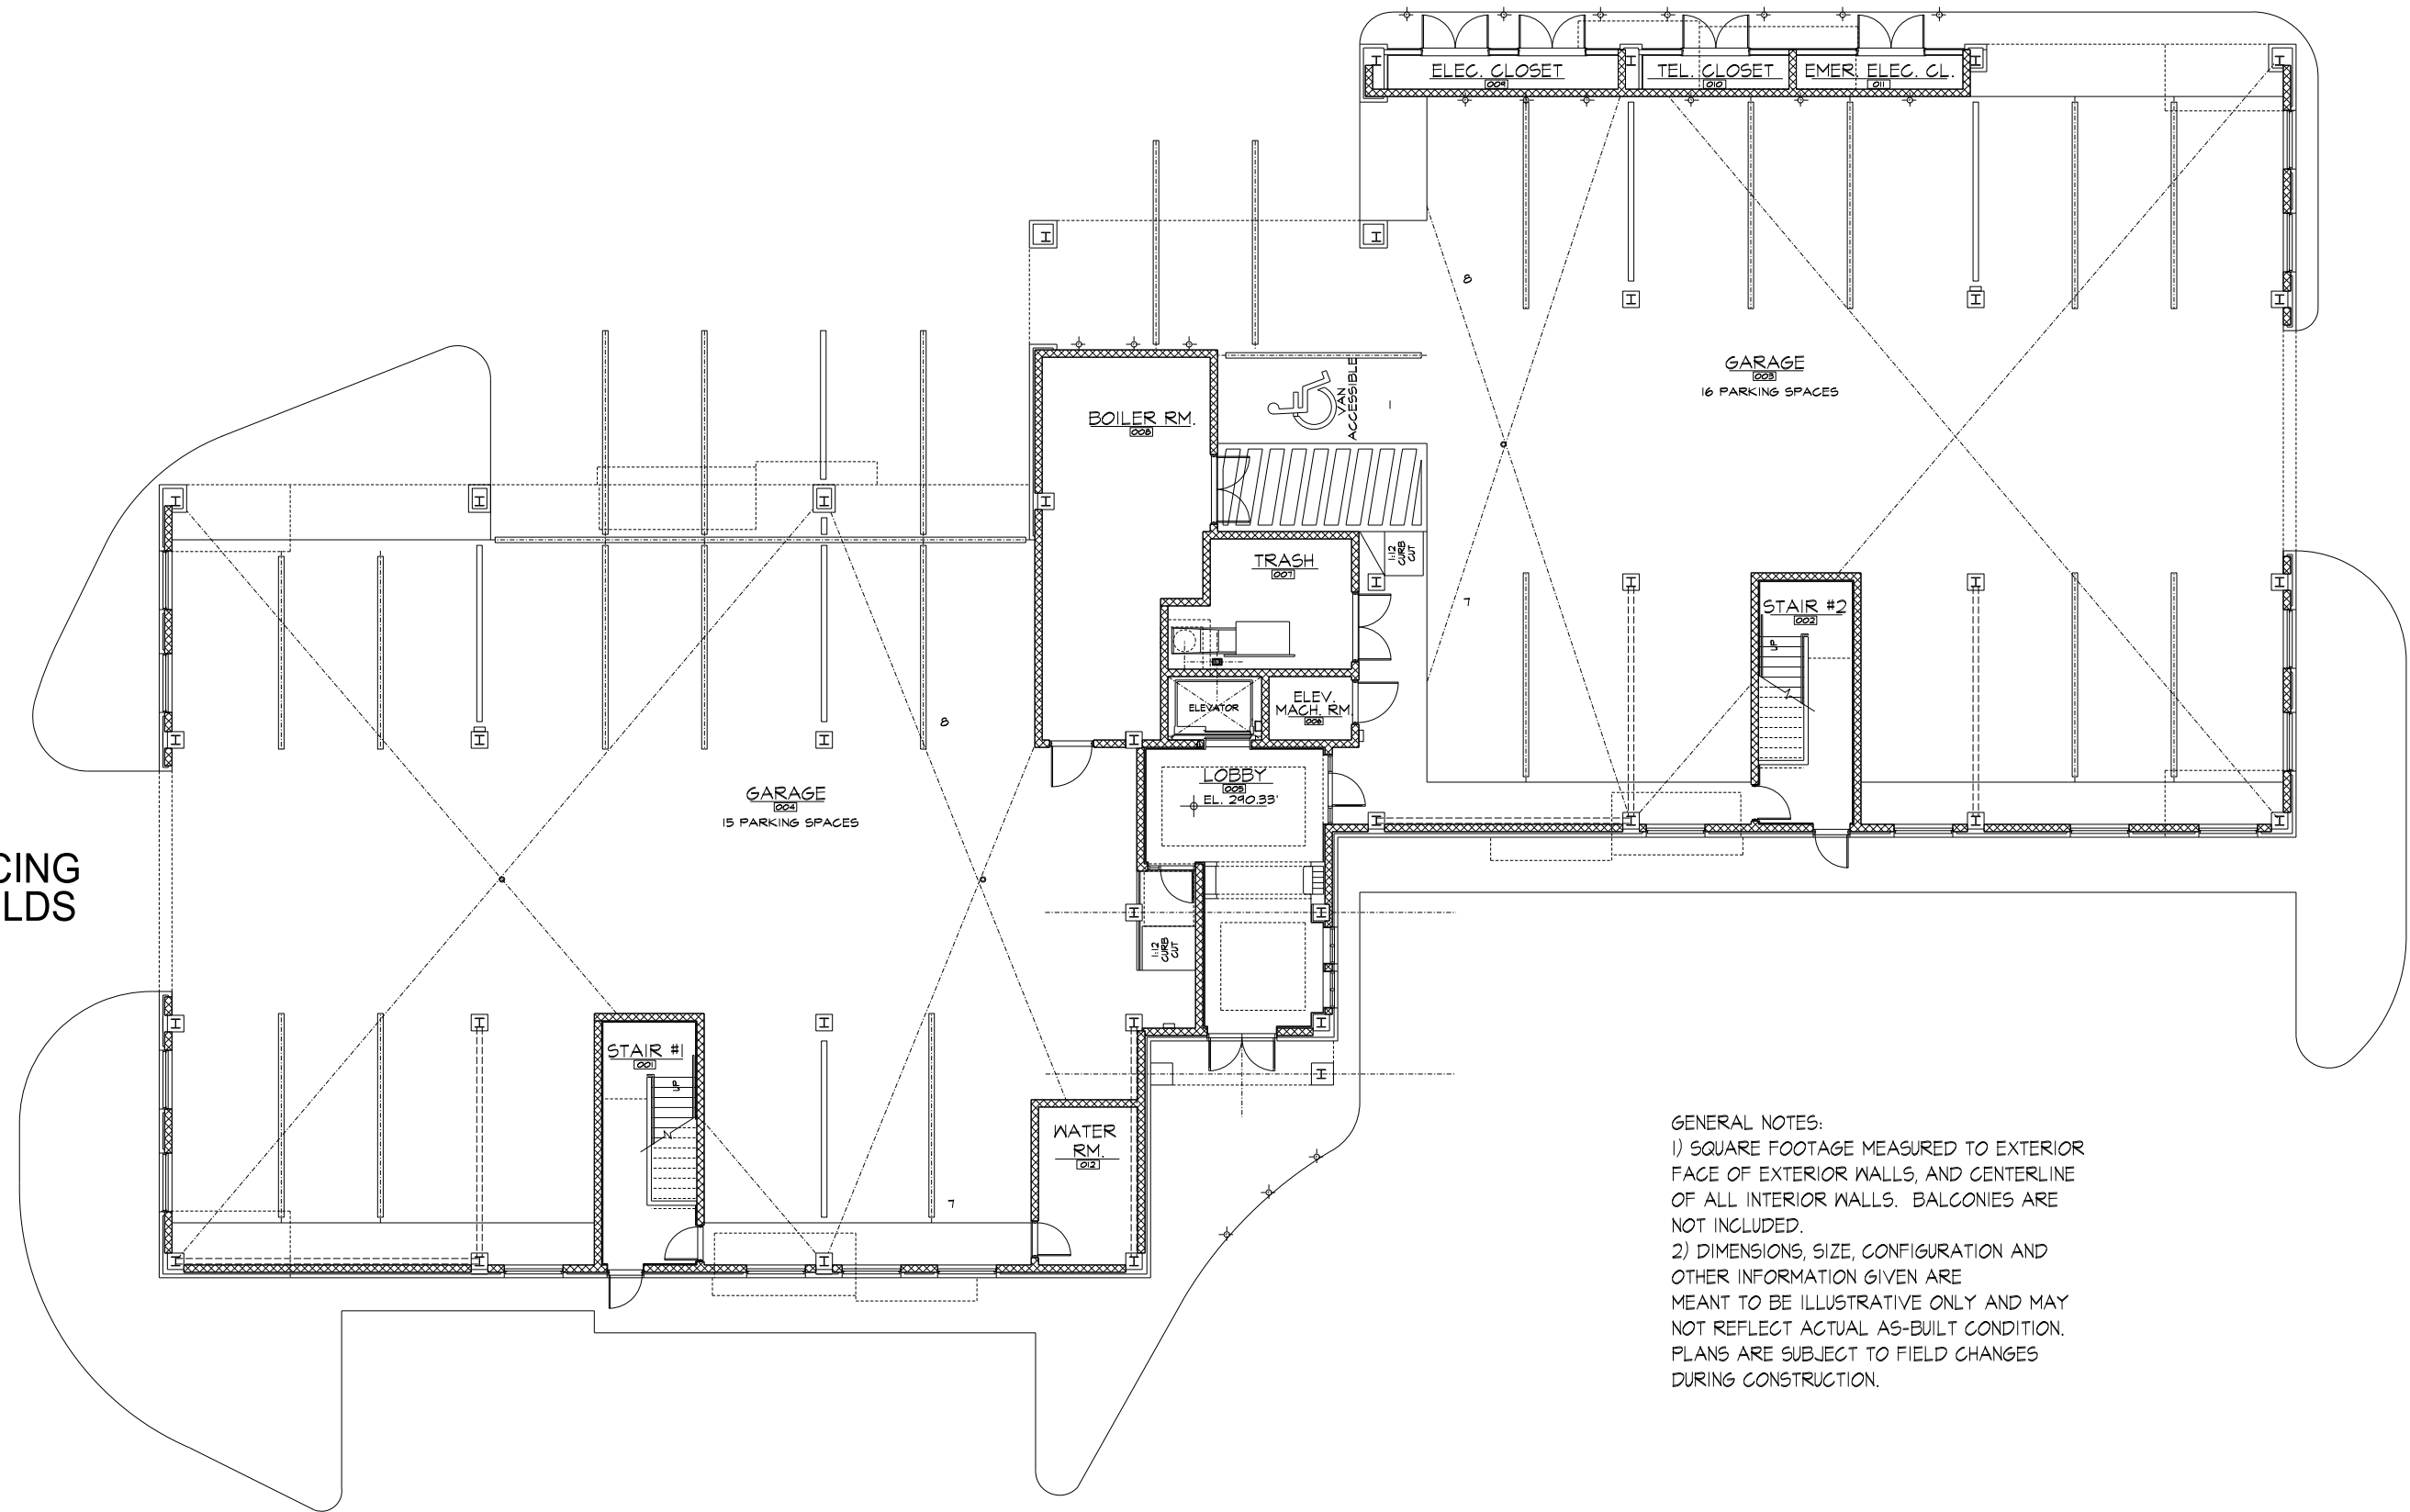 ELEC. CLOSET
009
TEL. CLOSET
010
EMER. ELEC. CL.
011
8
GARAGE
003
16 PARKING SPACES
VAN
ACCESSIBLE
1
BOILER RM.
008
TRASH
007
1:12
CURB
CUT
7
STAIR #2
002
UP
ELEVATOR
ELEV.
MACH. RM.
006
8
LOBBY
005
EL. 290.33'
GARAGE
004
15 PARKING SPACES
CING
LDS
1:12
CURB
CUT
STAIR #1
001
UP
WATER
RM.
012
7
GENERAL NOTES:
1) SQUARE FOOTAGE MEASURED TO EXTERIOR
FACE OF EXTERIOR WALLS, AND CENTERLINE
OF ALL INTERIOR WALLS. BALCONIES ARE
NOT INCLUDED.
2) DIMENSIONS, SIZE, CONFIGURATION AND
OTHER INFORMATION GIVEN ARE
MEANT TO BE ILLUSTRATIVE ONLY AND MAY
NOT REFLECT ACTUAL AS-BUILT CONDITION.
PLANS ARE SUBJECT TO FIELD CHANGES
DURING CONSTRUCTION.